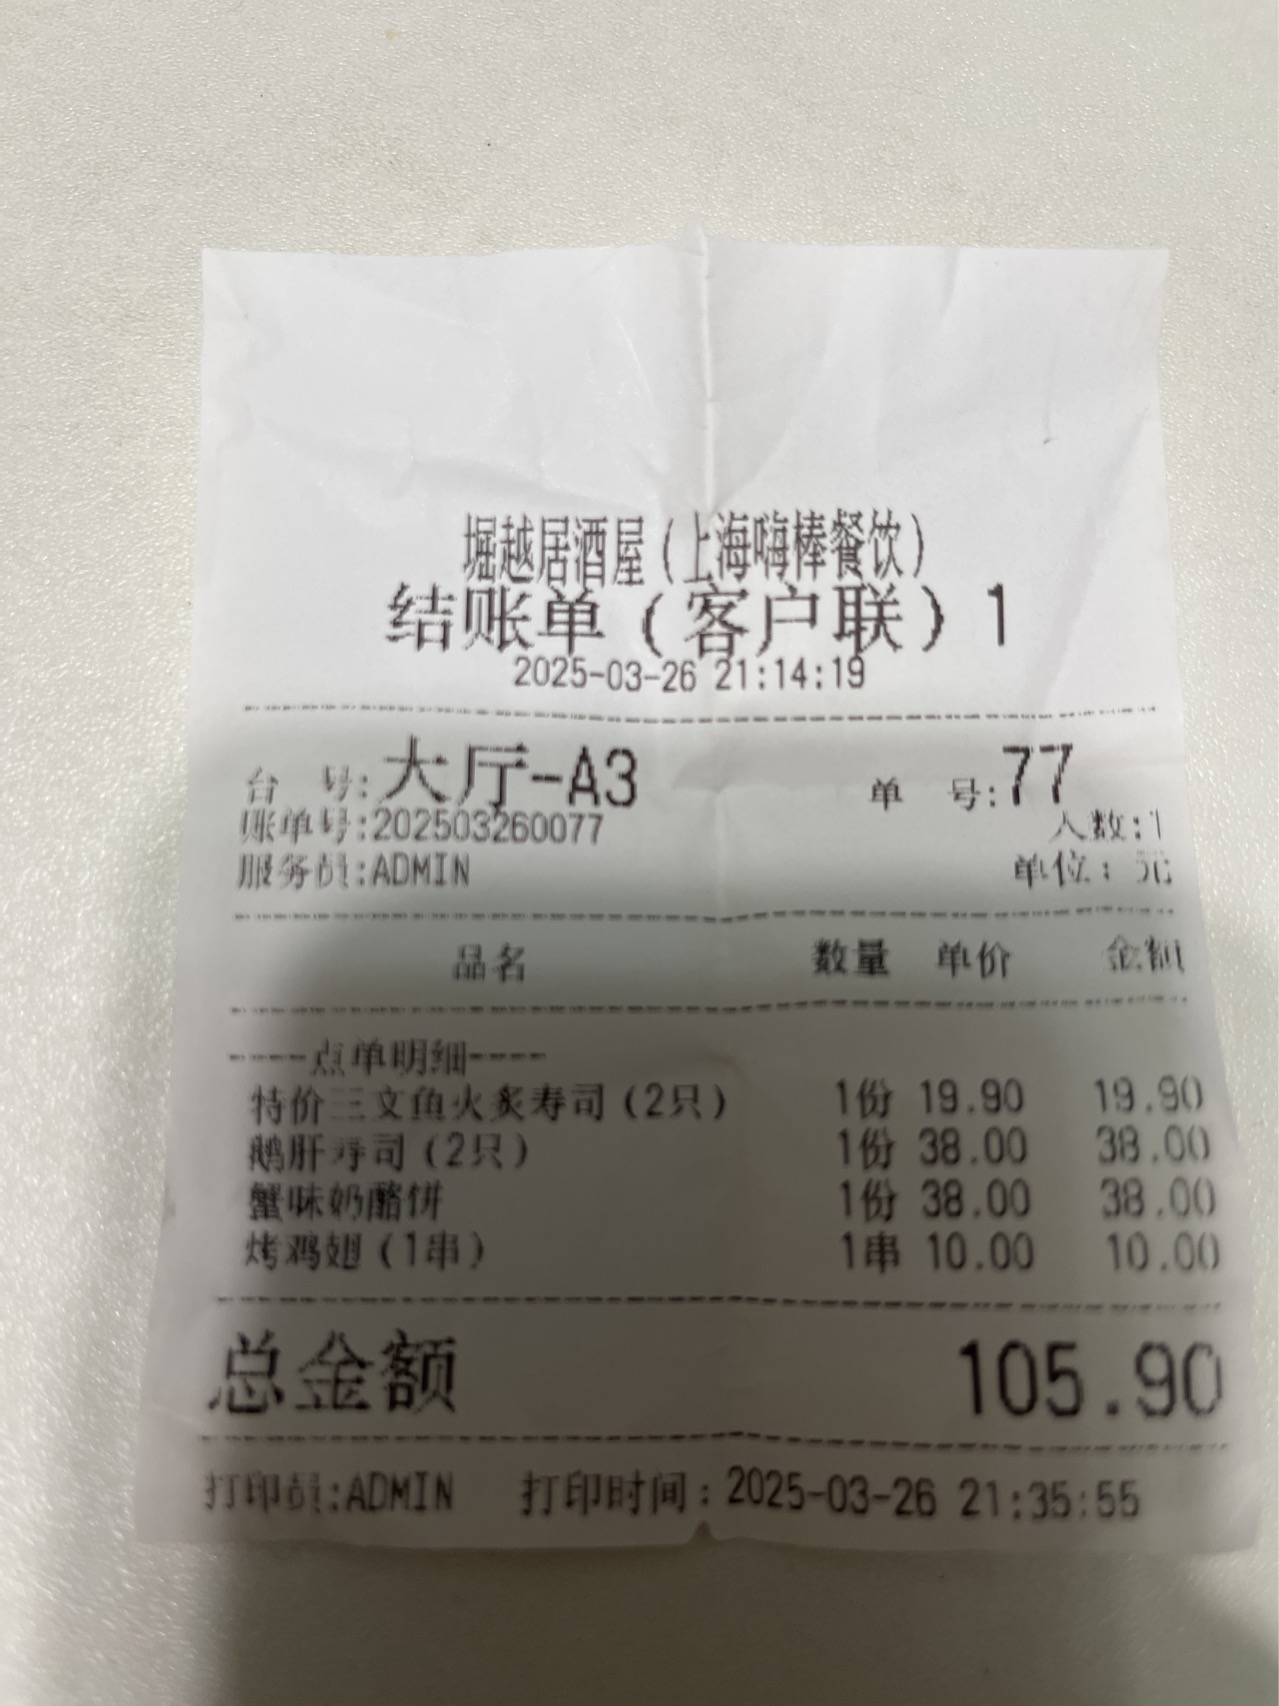 堀越居酒屋(上海嗨棒餐饮)
结账单(客户联)1
2025-03-26 21:14:19
台 号:大厅-A3 单 号:77
账单号:202503260077 人数:1
服务员:ADMIN 单位: 元
品名 数量 单价 金额
----点单明细----
特价三文鱼火炙寿司(2只) 1份 19.90 19.90
鹅肝寿司(2只) 1份 38.00 38.00
蟹味奶酪饼 1份 38.00 38.00
烤鸡翅(1串) 1串 10.00 10.00
总金额 105.90
打印员:ADMIN 打印时间: 2025-03-26 21:35:55